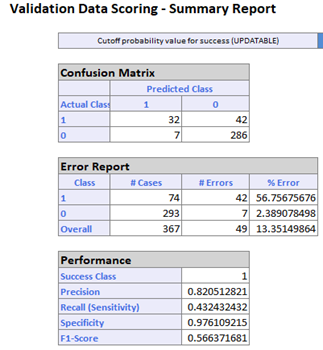 Validation Data Scoring - Summary Report
Cutoff probability value for success (UPDATABLE)
Confusion Matrix
Predicted Class
Actual Class 1 0
1 32 42
0 7 286
Error Report
Class # Cases # Errors % Error
1 74 42 56.75675676
0 293 7 2.389078498
Overall 367 49 13.35149864
Performance
Success Class 1
Precision 0.820512821
Recall (Sensitivity) 0.432432432
Specificity 0.976109215
F1-Score 0.566371681